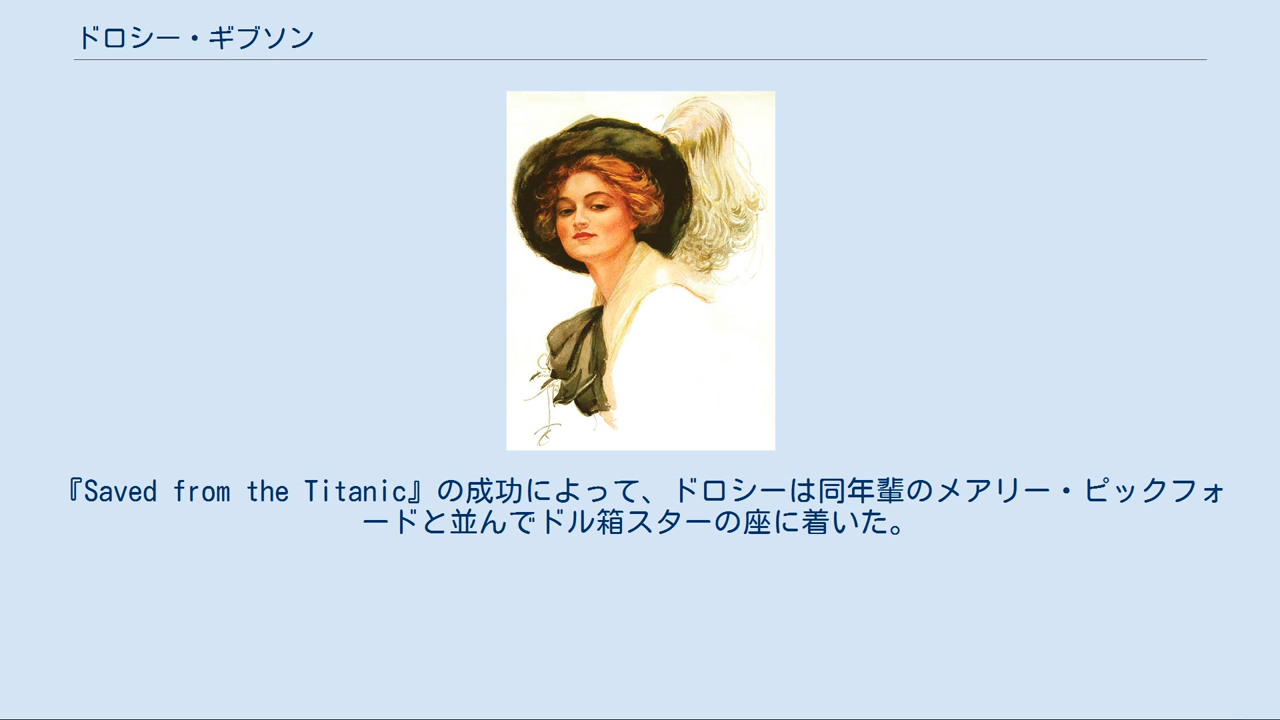 ドロシー・ギブソン
『Saved from the Titanic』の成功によって、ドロシーは同年輩のメアリー・ピックフォ
ードと並んでドル箱スターの座に着いた。